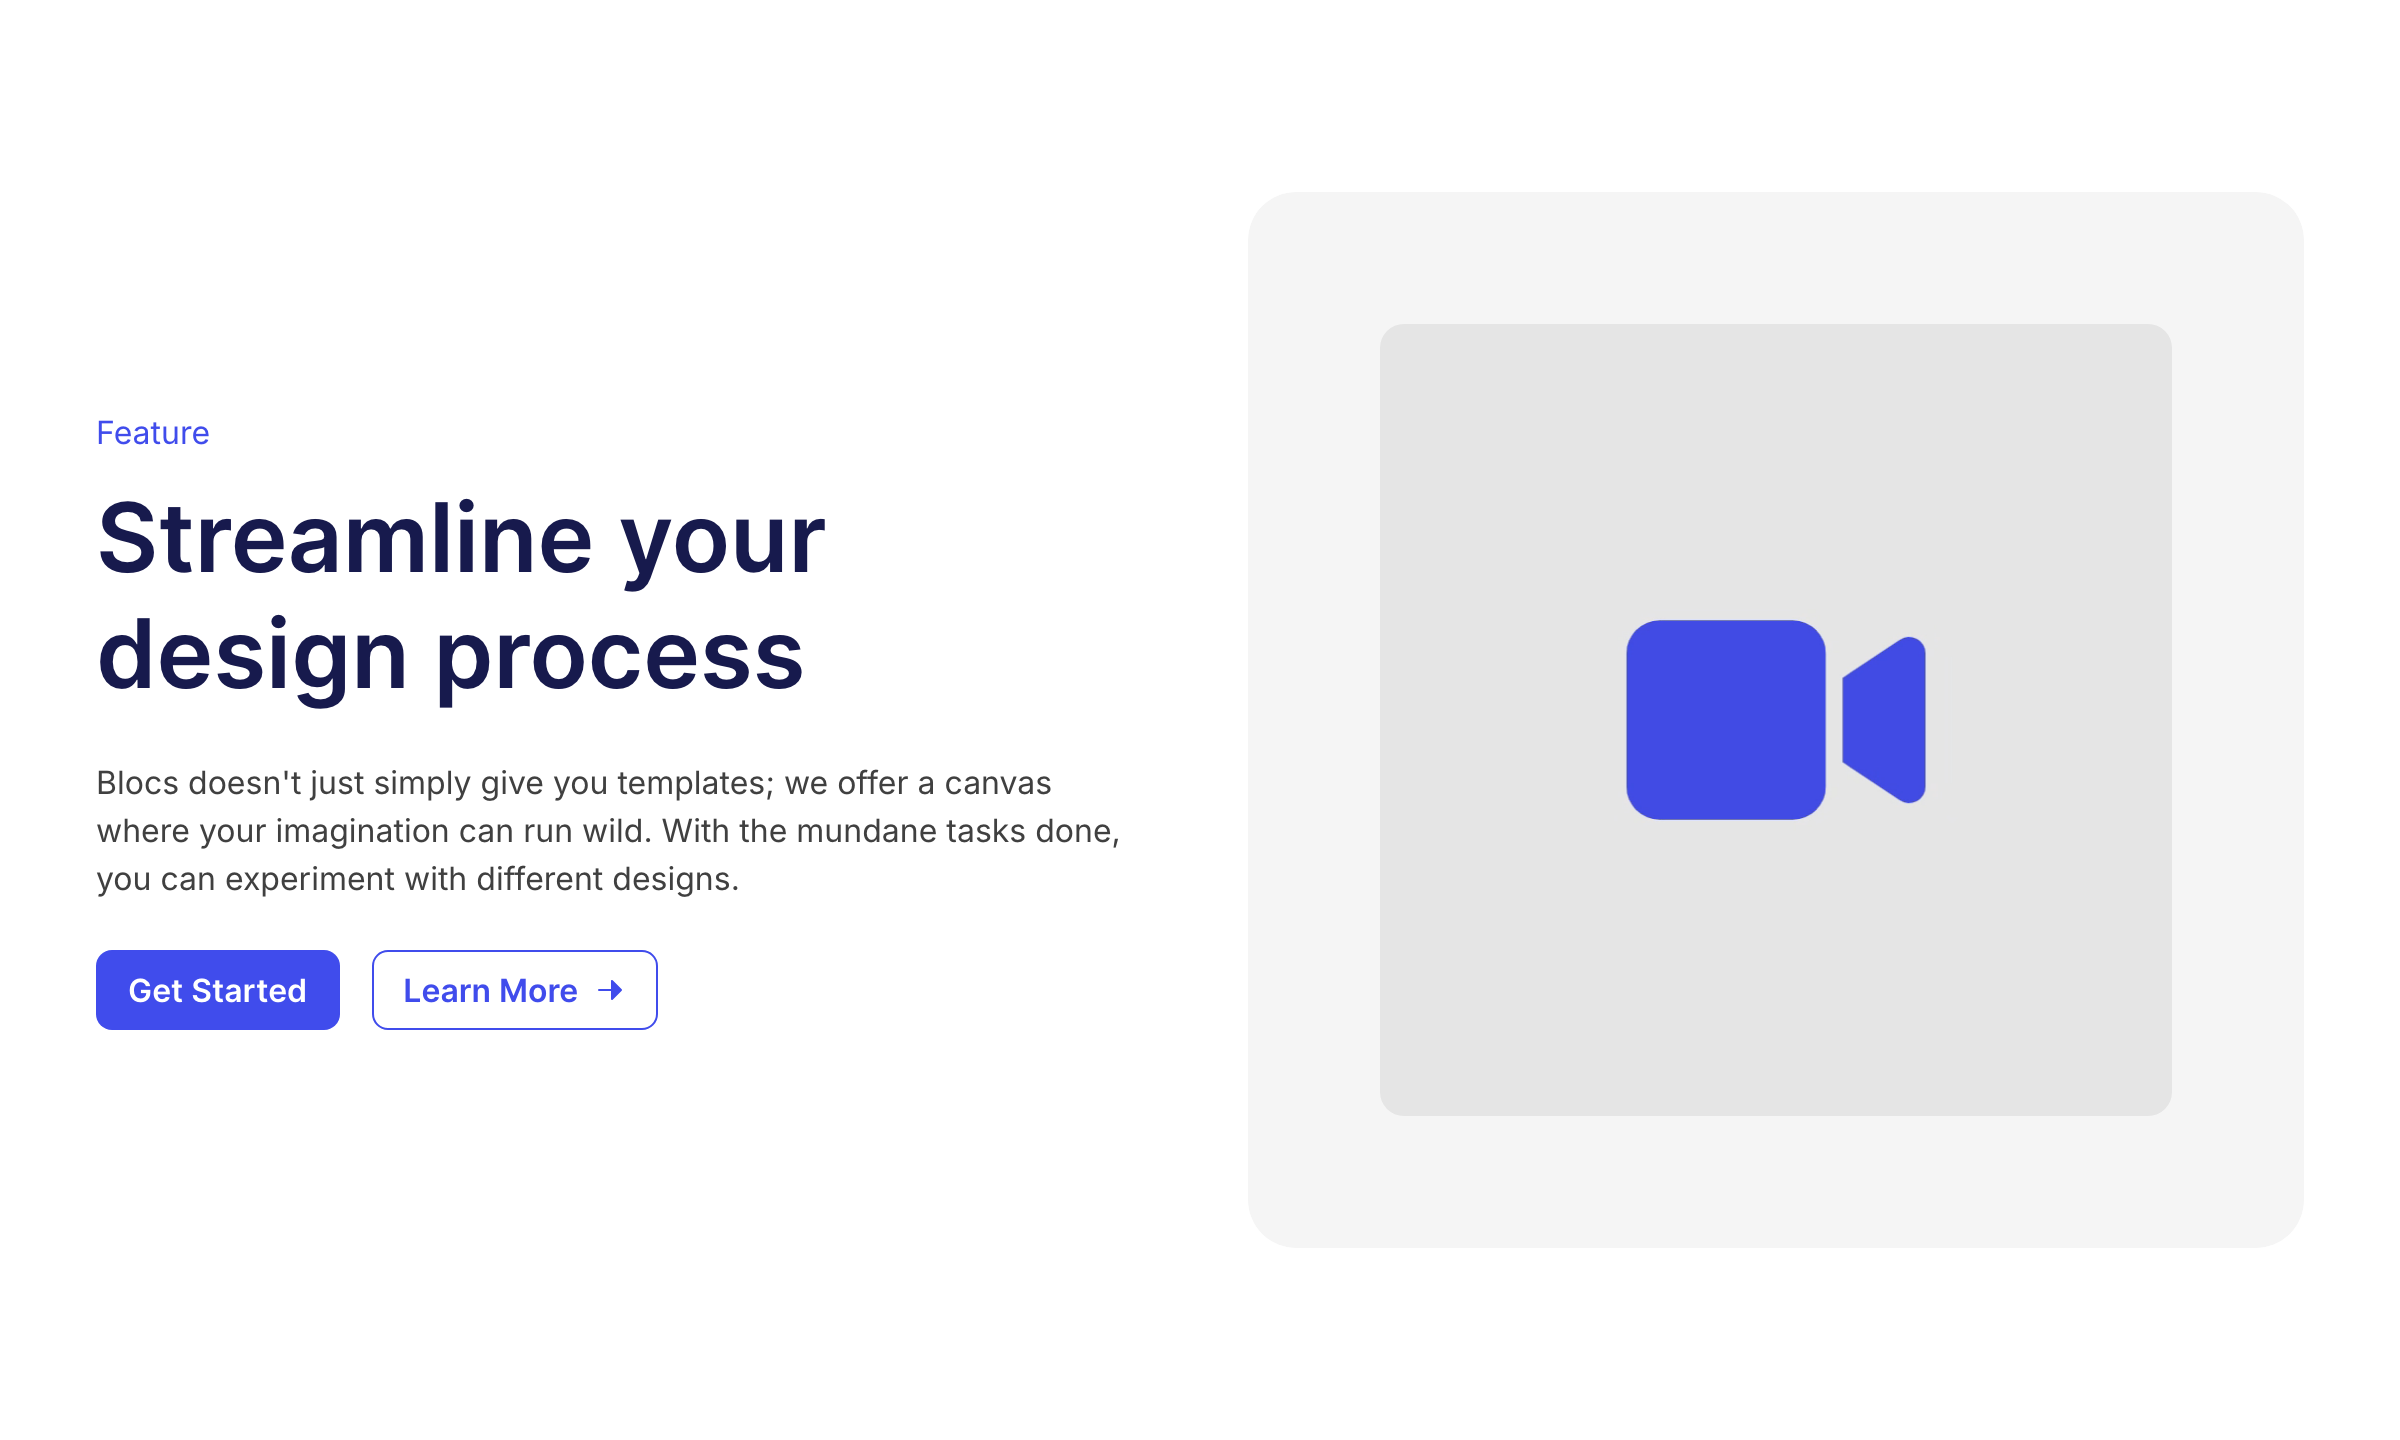 Feature
Streamline your
design process
Blocs doesn't just simply give you templates; we offer a canvas
where your imagination can run wild. With the mundane tasks done,
you can experiment with different designs.
Get Started
Learn More